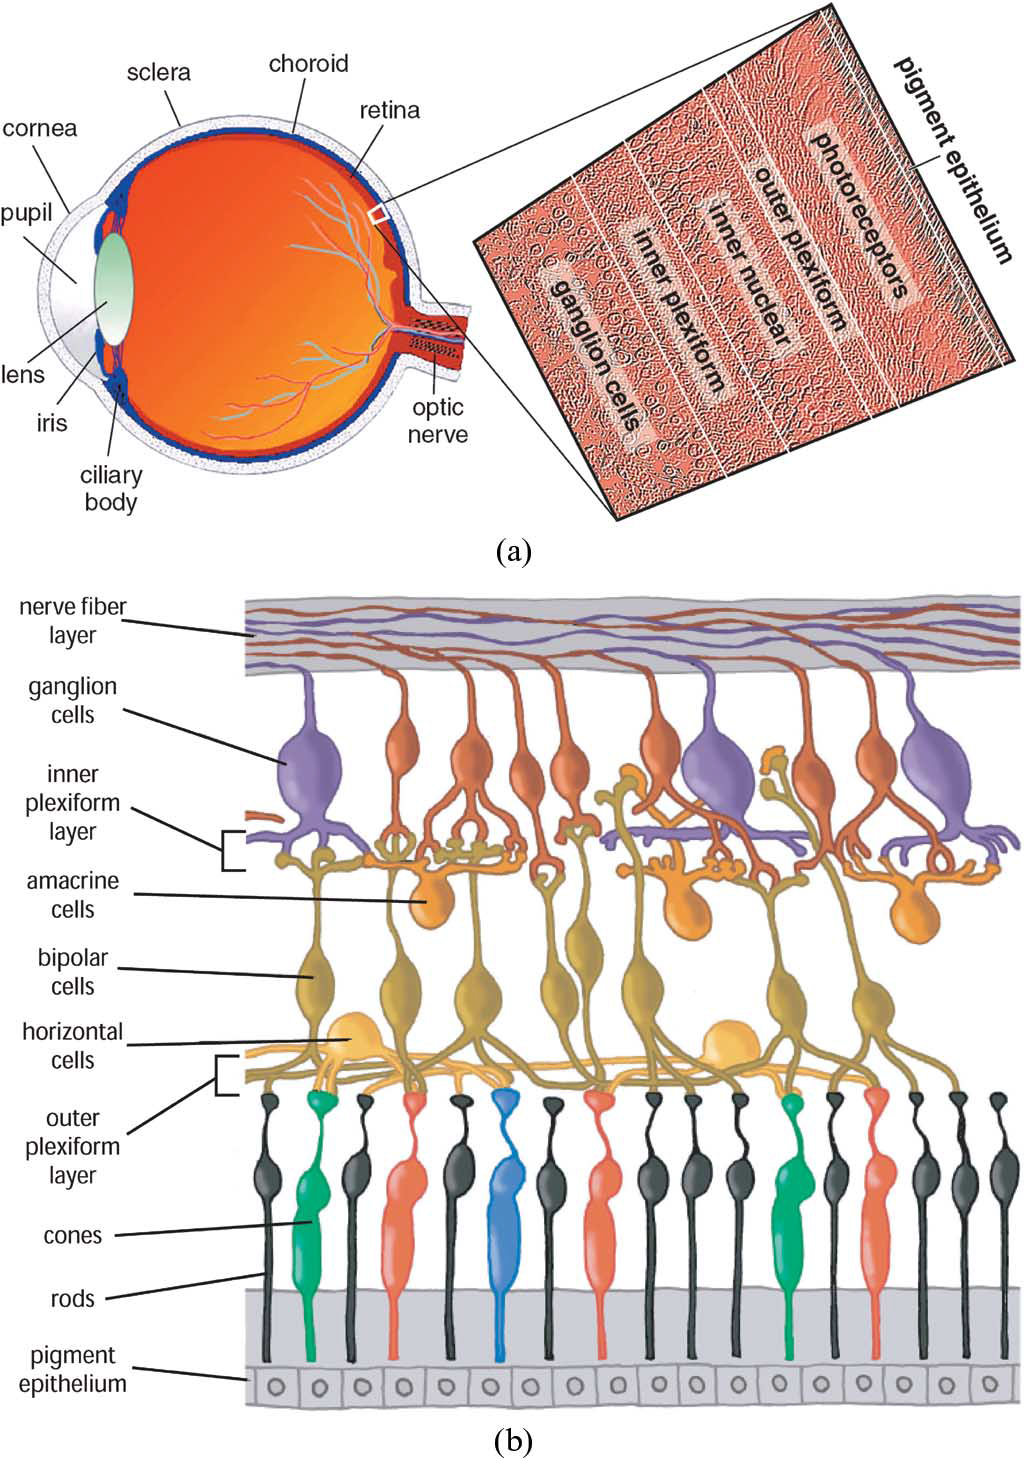 sclera
choroid
retina
cornea
pupil
lens
iris
ciliary
body
optic
nerve
pigment epithelium
photoreceptors
outer plexiform
inner nuclear
inner plexiform
ganglion cells
(a)
nerve fiber
layer
ganglion
cells
inner
plexiform
layer
amacrine
cells
bipolar
cells
horizontal
cells
outer
plexiform
layer
cones
rods
pigment
epithelium
(b)